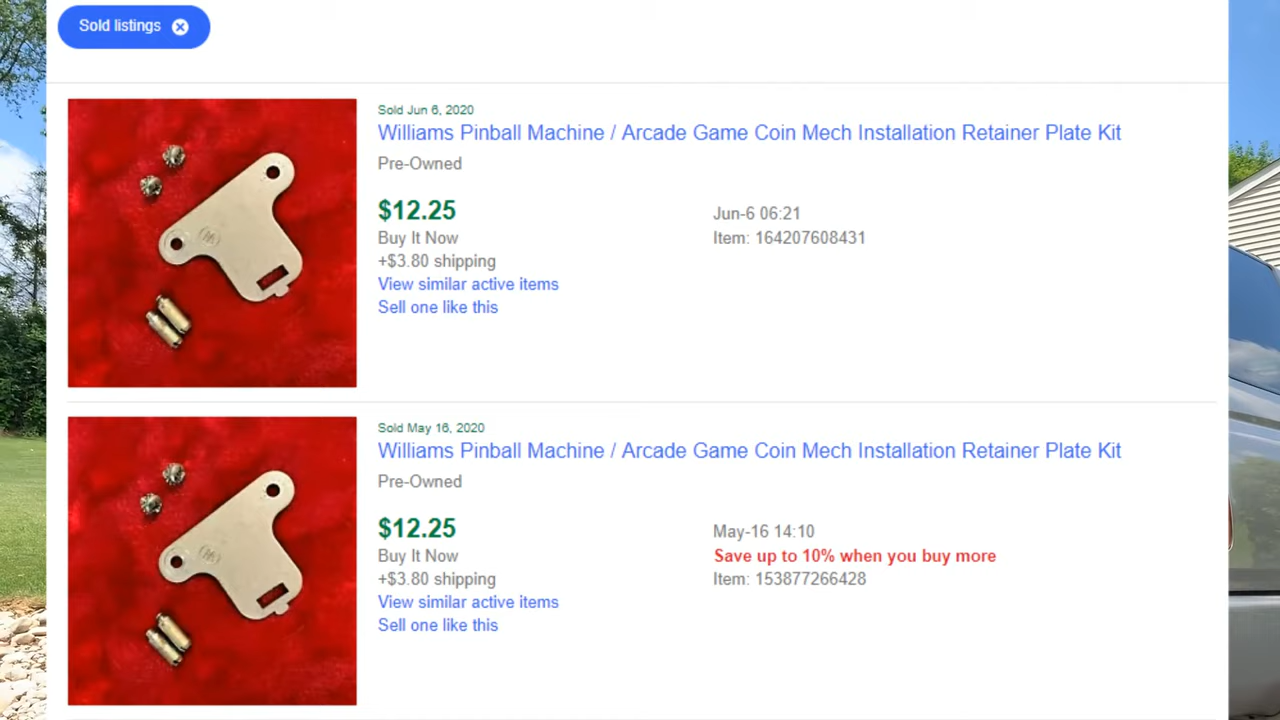 Sold listings
Sold Jun 6, 2020
Williams Pinball Machine / Arcade Game Coin Mech Installation Retainer Plate Kit
Pre-Owned
$12.25
Jun-6 06:21
Buy It Now
Item: 164207608431
+$3.80 shipping
View similar active items
Sell one like this
Sold May 16, 2020
Williams Pinball Machine / Arcade Game Coin Mech Installation Retainer Plate Kit
Pre-Owned
$12.25
May-16 14:10
Buy It Now
Save up to 10% when you buy more
+$3.80 shipping
Item: 153877266428
View similar active items
Sell one like this